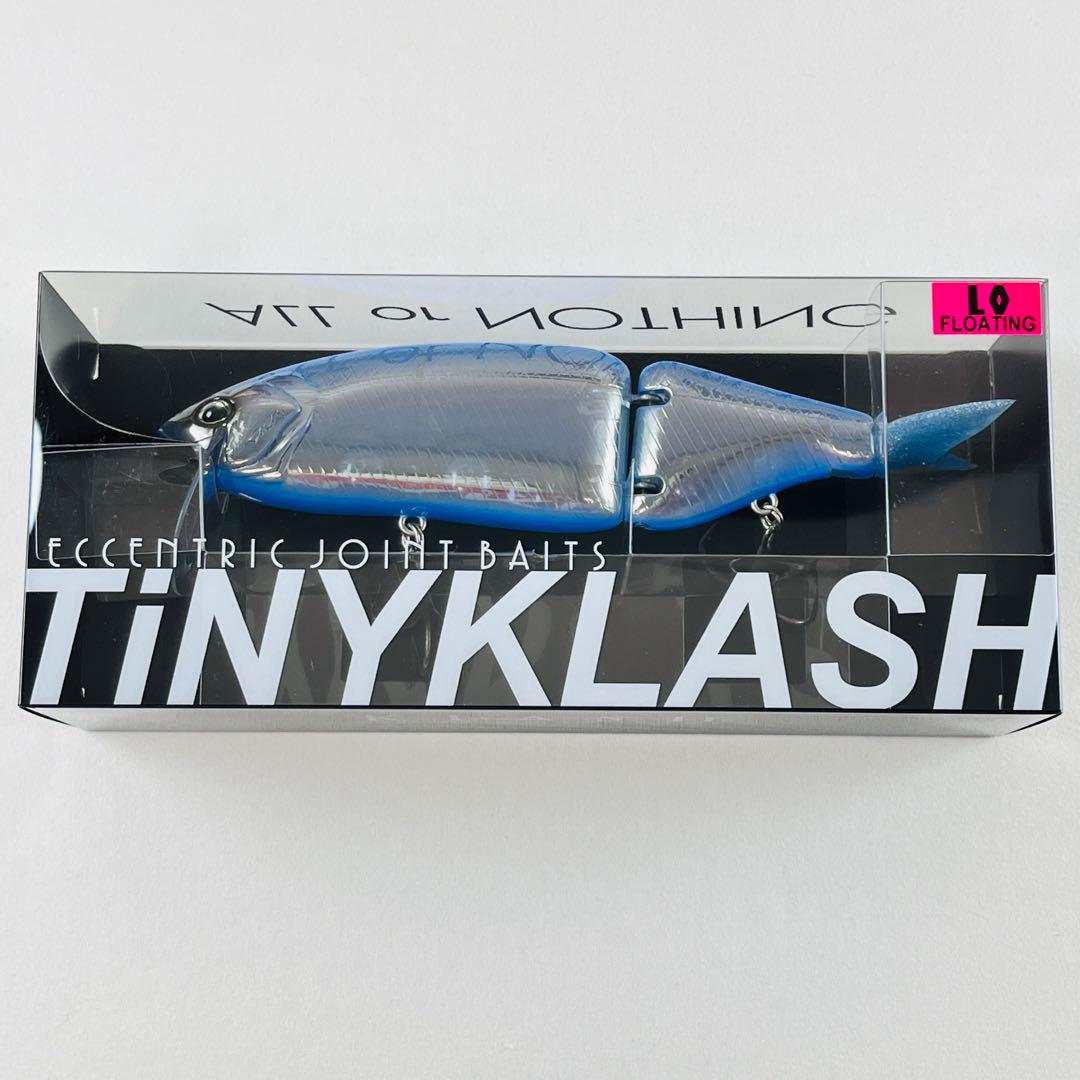 ALL or NOTHING
LO
FLOATING
ECCENTRIC JOINT BAITS
TiNYKLASH